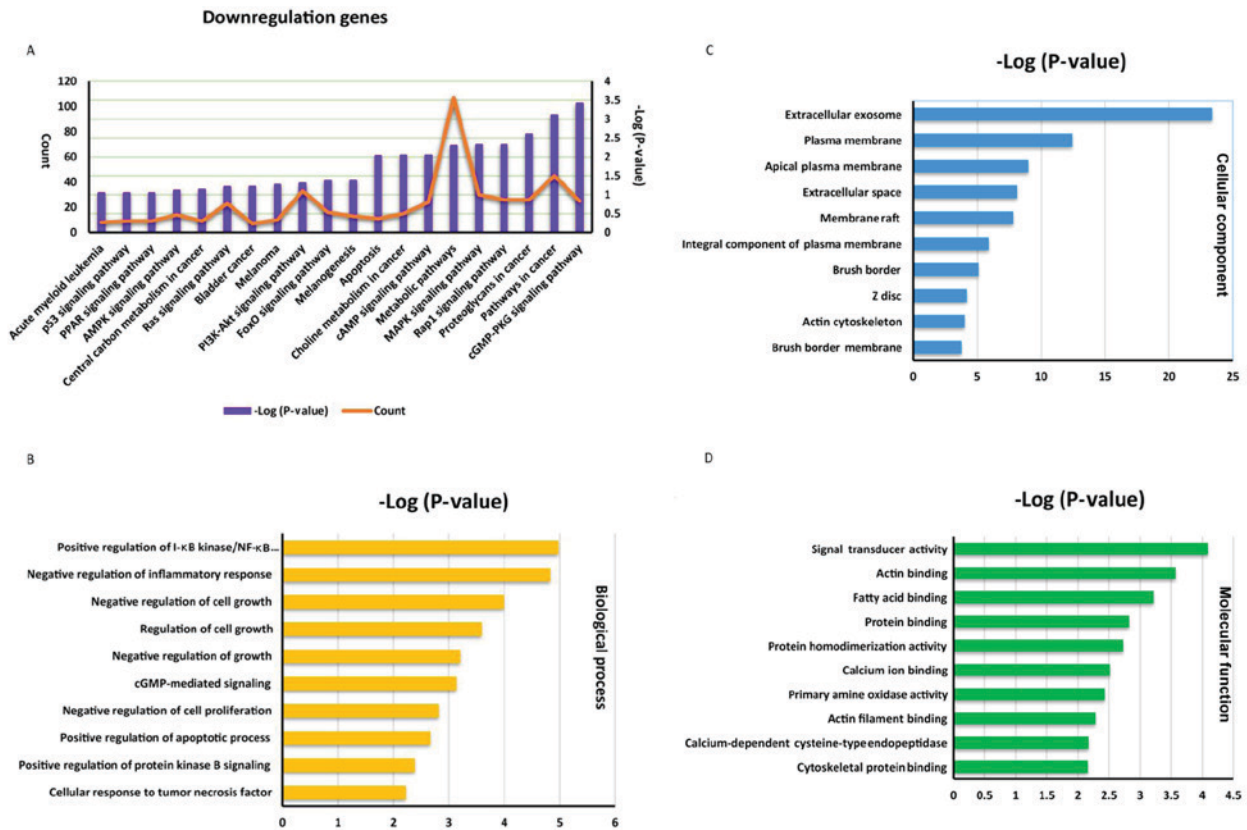 Downregulation genes
A
120
100
80
60
40
20
0
Count
4
3.5
3
2.5
2
1.5
1
0.5
0
-Log (P-value)
Acute myeloid leukemia
p53 signaling pathway
PPAR signaling pathway
AMPK signaling pathway
Central carbon metabolism in cancer
Ras signaling pathway
Bladder cancer
Melanoma
PI3K-Akt signaling pathway
FoxO signaling pathway
Melanogenesis
Apoptosis
Choline metabolism in cancer
cAMP signaling pathway
Metabolic pathways
MAPK signaling pathway
Rap1 signaling pathway
Proteoglycans in cancer
Pathways in cancer
cGMP-PKG signaling pathway
-Log (P-value) Count
C
-Log (P-value)
Extracellular exosome
Plasma membrane
Apical plasma membrane
Extracellular space
Membrane raft
Integral component of plasma membrane
Brush border
Z disc
Actin cytoskeleton
Brush border membrane
0 5 10 15 20 25
Cellular component
B
-Log (P-value)
Positive regulation of I-κB kinase/NF-κB...
Negative regulation of inflammatory response
Negative regulation of cell growth
Regulation of cell growth
Negative regulation of growth
cGMP-mediated signaling
Negative regulation of cell proliferation
Positive regulation of apoptotic process
Positive regulation of protein kinase B signaling
Cellular response to tumor necrosis factor
0 1 2 3 4 5 6
Biological process
D
-Log (P-value)
Signal transducer activity
Actin binding
Fatty acid binding
Protein binding
Protein homodimerization activity
Calcium ion binding
Primary amine oxidase activity
Actin filament binding
Calcium-dependent cysteine-type endopeptidase
Cytoskeletal protein binding
0 0.5 1 1.5 2 2.5 3 3.5 4 4.5
Molecular function